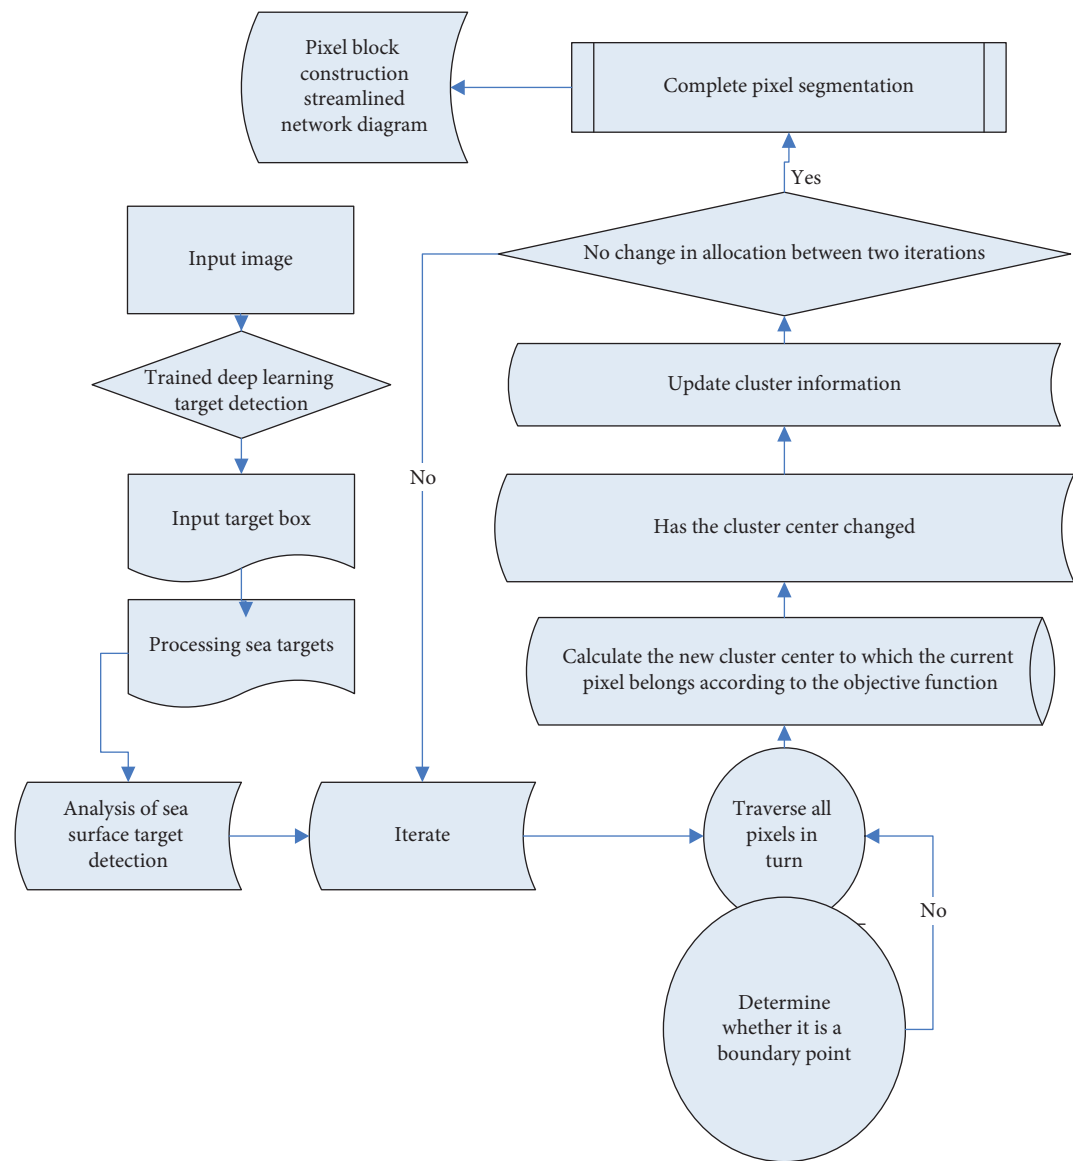 Pixel block
construction
streamlined
network diagram
Complete pixel segmentation
Yes
Input image
No change in allocation between two iterations
Trained deep learning
target detection
Update cluster information
No
Input target box
Has the cluster center changed
Processing sea targets
Calculate the new cluster center to which the current
pixel belongs according to the objective function
Analysis of sea
surface target
detection
Iterate
Traverse all
pixels in
turn
No
Determine
whether it is a
boundary point